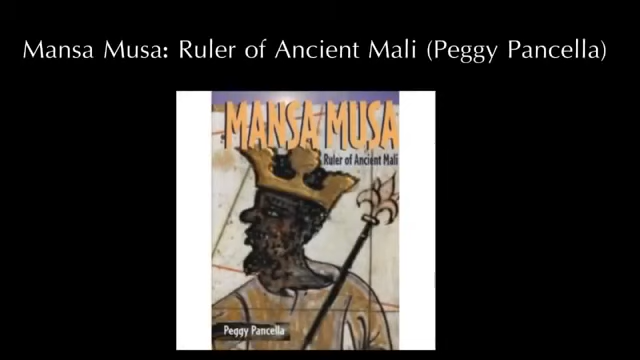 Mansa Musa: Ruler of Ancient Mali (Peggy Pancella)
MANSA MUSA
Ruler of Ancient Mali
Peggy Pancella